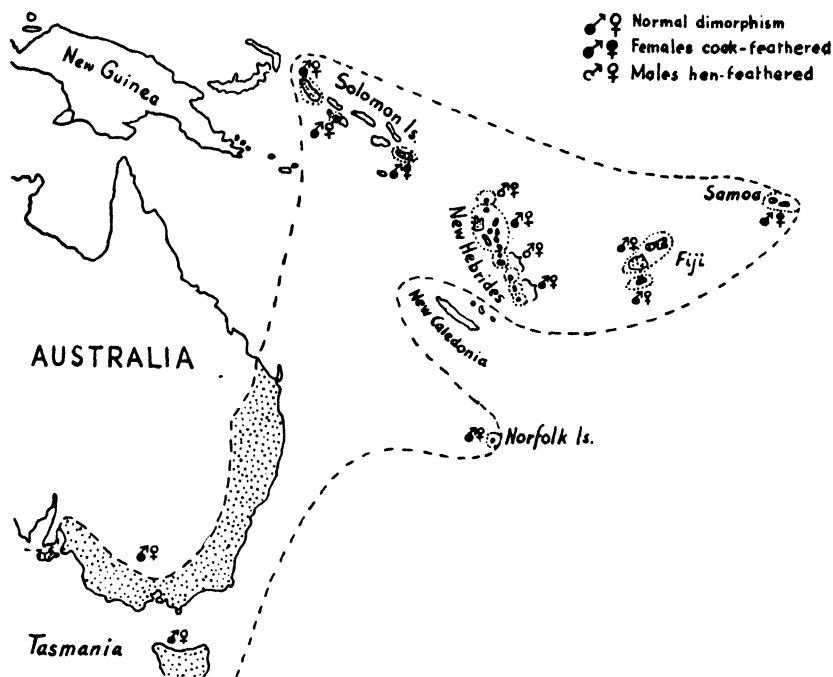 ♂♀ Normal dimorphism
♂♀ Females cock-feathered
♂♀ Males hen-feathered
New Guinea
Solomon Is.
Samoa
New Hebrides
Fiji
New Caledonia
AUSTRALIA
Norfolk Is.
Tasmania